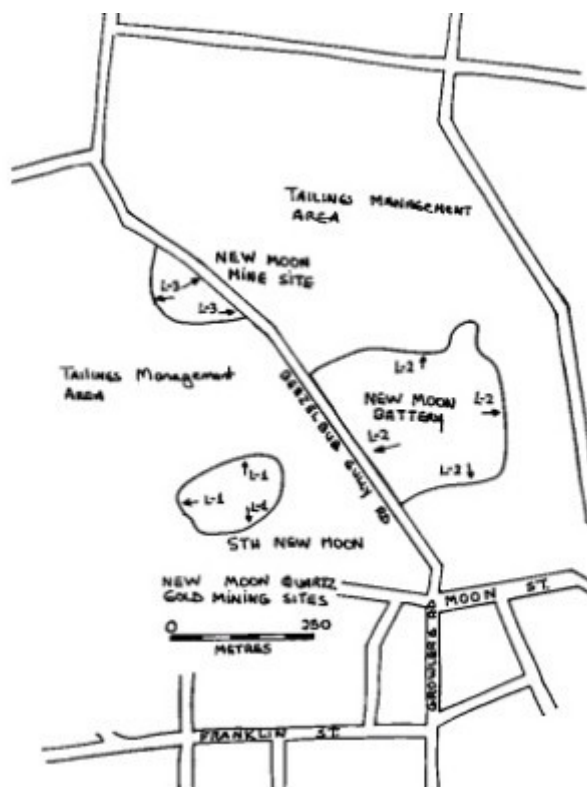 TAILINGS MANAGEMENT
AREA
NEW MOON
MINE SITE
L-3
L-3
TAILINGS Management
AREA
L-2
L-2
NEW MOON
BATTERY
L-2
L-2
BEEZELBUB GULLY RD
L-1
L-1
L-1
STH NEW MOON
NEW MOON QUARTZ
GOLD MINING SITES
MOON ST.
0 250
METRES
GROWLERS RD
FRANKLIN ST.